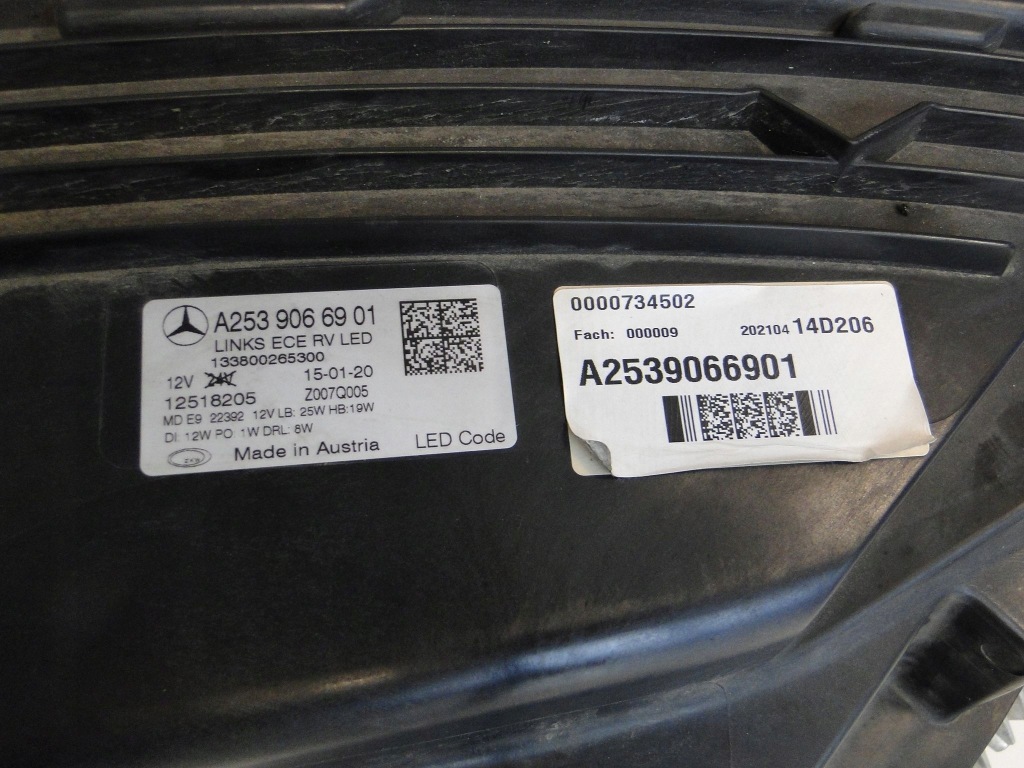 A253 906 69 01
LINKS ECE RV LED
133800265300
12V 15-01-20
12518205 Z007Q005
MD E9 22392 12V LB: 25W HB:19W
DI: 12W PO: 1W DRL: 8W
Made in Austria LED Code
0000734502
Fach: 000009 202104 14D206
A2539066901